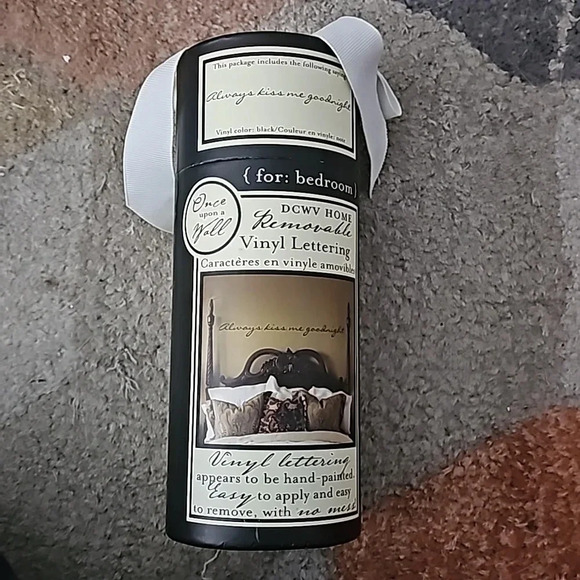 This package includes the following saying
Always kiss me goodnight
Vinyl color: black/Couleur en vinyle:
{ for: bedroom }
Once
upon a
Wall
DCWV HOME
Removable
Vinyl Lettering
Caractères en vinyle amovibles
Always kiss me goodnight
Vinyl lettering
appears to be hand-painted.
Easy to apply and easy
to remove, with no mess